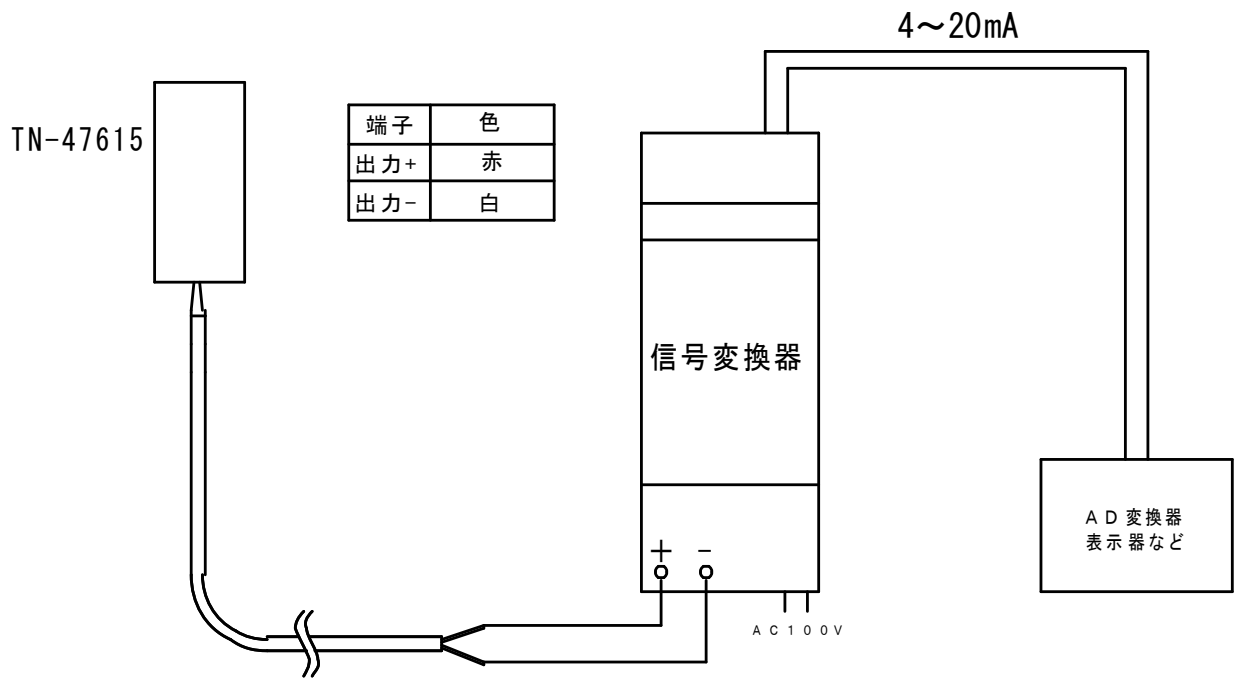 4～20mA
TN-47615
端子 色
出力+ 赤
出力- 白
信号変換器
+ -
AD変換器
表示器など
AC100V